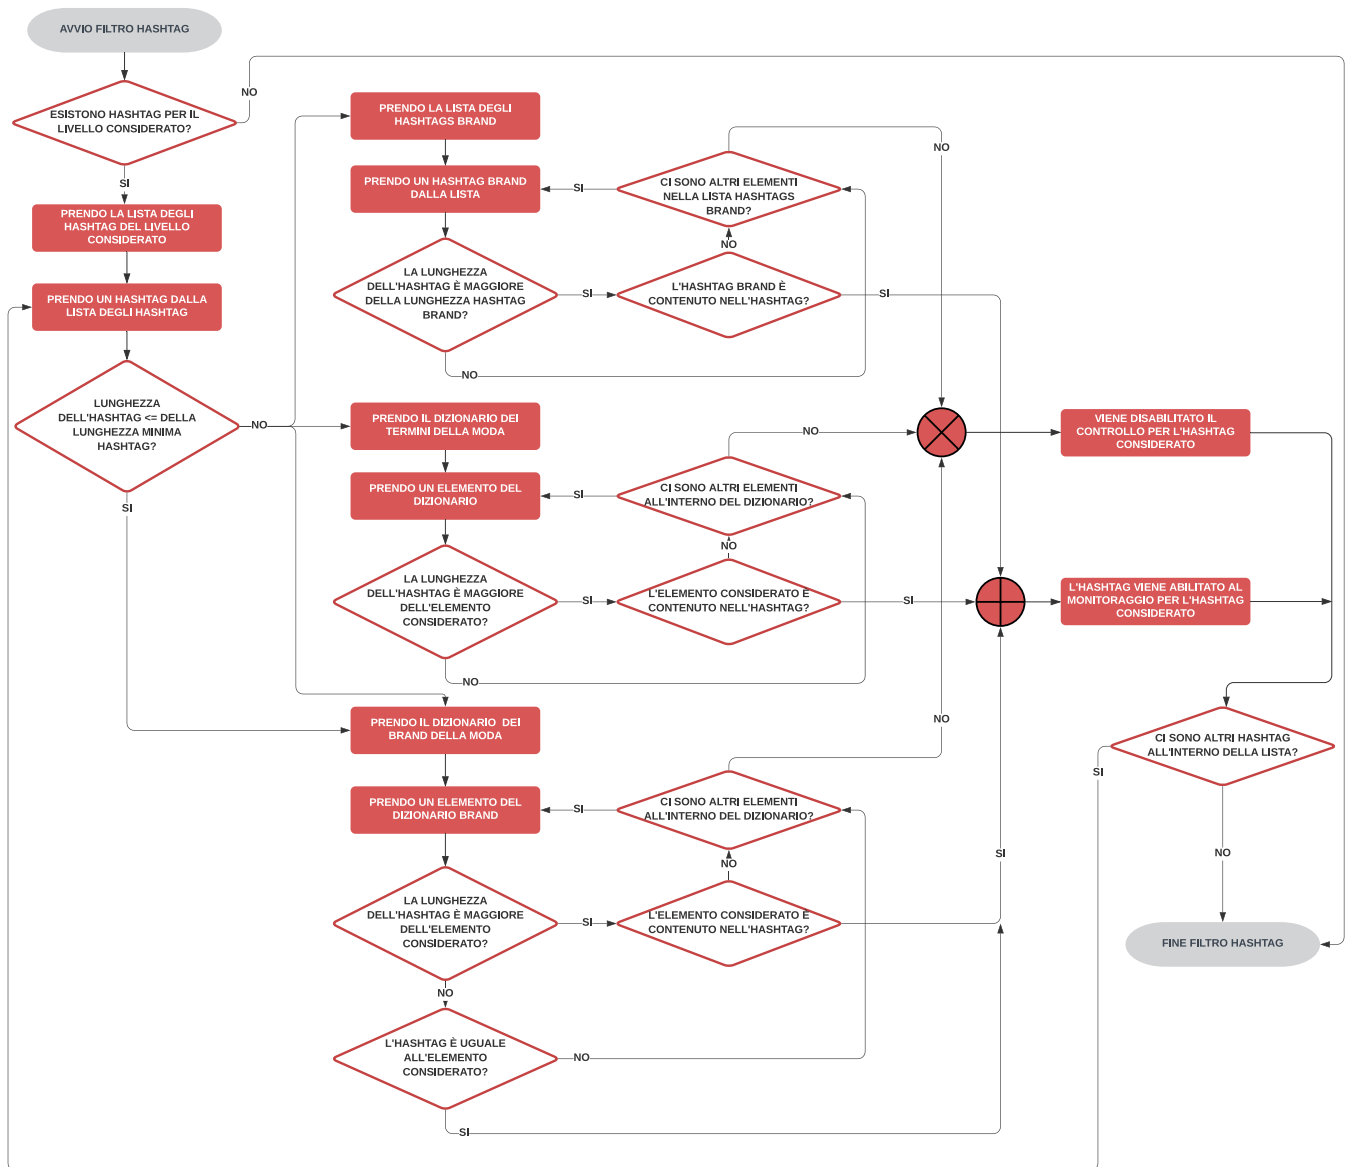 AVVIO FILTRO HASHTAG
ESISTONO HASHTAG PER IL
LIVELLO CONSIDERATO?
NO
SI
PRENDO LA LISTA DEGLI
HASHTAG DEL LIVELLO
CONSIDERATO
PRENDO UN HASHTAG DALLA
LISTA DEGLI HASHTAG
LUNGHEZZA
DELL'HASHTAG <= DELLA
LUNGHEZZA MINIMA
HASHTAG?
NO
SI
PRENDO LA LISTA DEGLI
HASHTAGS BRAND
PRENDO UN HASHTAG BRAND
DALLA LISTA
LA LUNGHEZZA
DELL'HASHTAG È MAGGIORE
DELLA LUNGHEZZA HASHTAG
BRAND?
SI
NO
L'HASHTAG BRAND È
CONTENUTO NELL'HASHTAG?
NO
SI
CI SONO ALTRI ELEMENTI
NELLA LISTA HASHTAGS
BRAND?
SI
NO
PRENDO IL DIZIONARIO DEI
TERMINI DELLA MODA
PRENDO UN ELEMENTO DEL
DIZIONARIO
LA LUNGHEZZA
DELL'HASHTAG È MAGGIORE
DELL'ELEMENTO
CONSIDERATO?
SI
NO
L'ELEMENTO CONSIDERATO È
CONTENUTO NELL'HASHTAG?
NO
SI
CI SONO ALTRI ELEMENTI
ALL'INTERNO DEL DIZIONARIO?
SI
NO
PRENDO IL DIZIONARIO DEI
BRAND DELLA MODA
PRENDO UN ELEMENTO DEL
DIZIONARIO BRAND
LA LUNGHEZZA
DELL'HASHTAG È MAGGIORE
DELL'ELEMENTO
CONSIDERATO?
SI
NO
L'ELEMENTO CONSIDERATO È
CONTENUTO NELL'HASHTAG?
NO
SI
CI SONO ALTRI ELEMENTI
ALL'INTERNO DEL DIZIONARIO?
SI
NO
L'HASHTAG È UGUALE
ALL'ELEMENTO
CONSIDERATO?
NO
SI
VIENE DISABILITATO IL
CONTROLLO PER L'HASHTAG
CONSIDERATO
L'HASHTAG VIENE ABILITATO AL
MONITORAGGIO PER L'HASHTAG
CONSIDERATO
CI SONO ALTRI HASHTAG
ALL'INTERNO DELLA LISTA?
SI
NO
FINE FILTRO HASHTAG